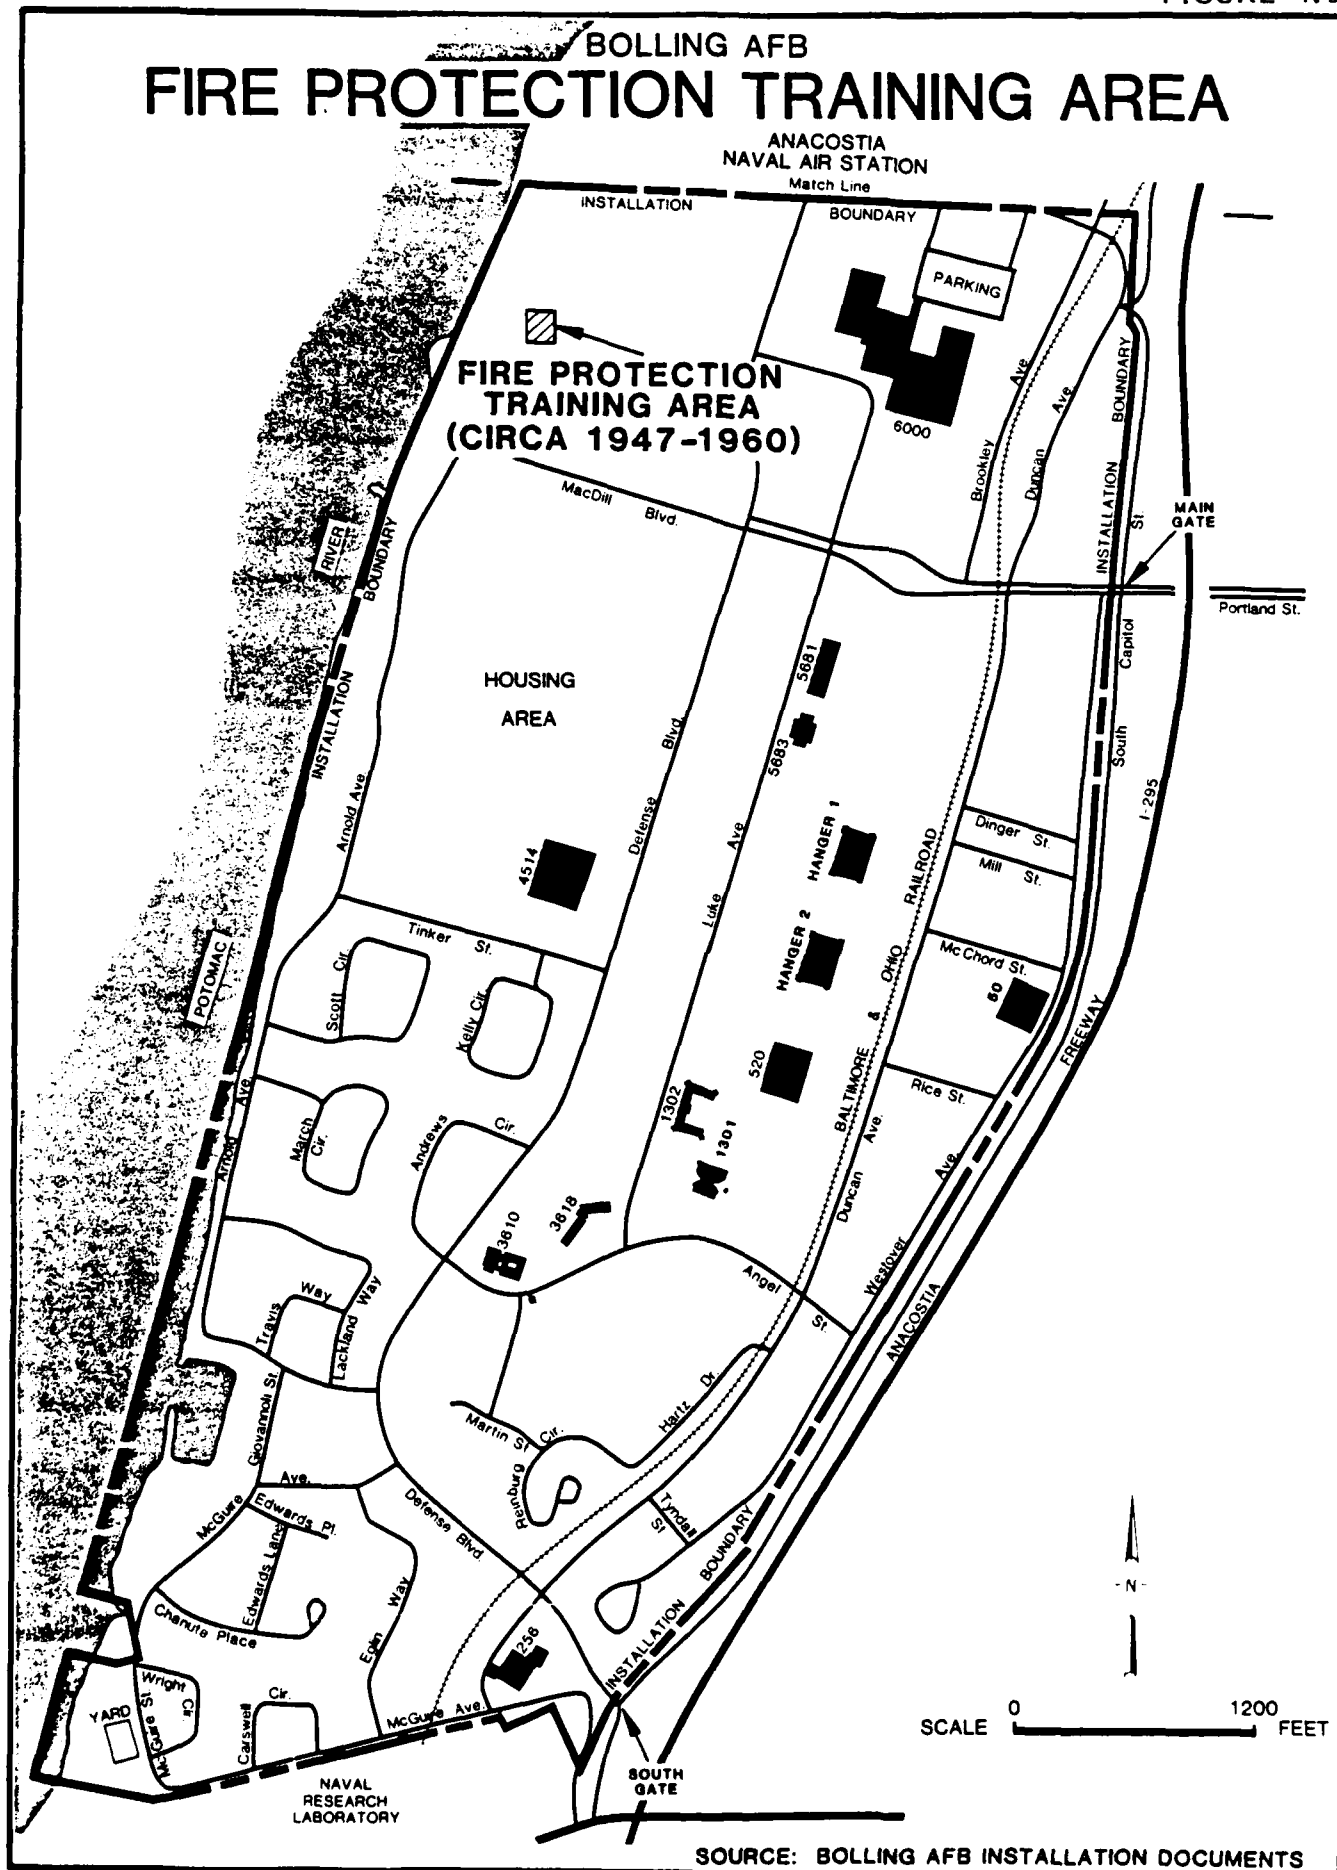 BOLLING AFB
FIRE PROTECTION TRAINING AREA
ANACOSTIA
NAVAL AIR STATION
Match Line
INSTALLATION
BOUNDARY
PARKING
6000
FIRE PROTECTION
TRAINING AREA
(CIRCA 1947-1960)
Brookley
Ave
Duncan
Ave
INSTALLATION
BOUNDARY
MacDill
Blvd.
MAIN
GATE
Portland St.
South
Capitol
St.
I-295
RIVER
INSTALLATION
BOUNDARY
HOUSING
AREA
5681
5683
Defense
Blvd.
Luke
Ave
Arnold Ave.
4514
HANGER 1
HANGER 2
BALTIMORE & OHIO RAILROAD
Dinger St.
Mill St.
McChord St.
50
FREEWAY
POTOMAC
Tinker St.
Scott Cir.
Kelly Cir.
520
Rice St.
1302
1301
Arnold Ave.
March
Cir.
Andrews Cir.
Duncan Ave.
Westover Ave.
3610
3618
Angel St.
ANACOSTIA
Travis Way
Lackland Way
Giovannoli St.
Martin St
Reinburg Cir.
Hartz Dr.
McGuire Ave.
Edwards Pl.
Edwards Lane
Defense Blvd.
Tyndall
St
INSTALLATION BOUNDARY
Chanute Place
Eglin Way
256
-N-
Wright Cir.
YARD
McGuire St
Carswell Cir.
McGuire Ave.
SCALE 0 1200 FEET
NAVAL
RESEARCH
LABORATORY
SOUTH
GATE
SOURCE: BOLLING AFB INSTALLATION DOCUMENTS